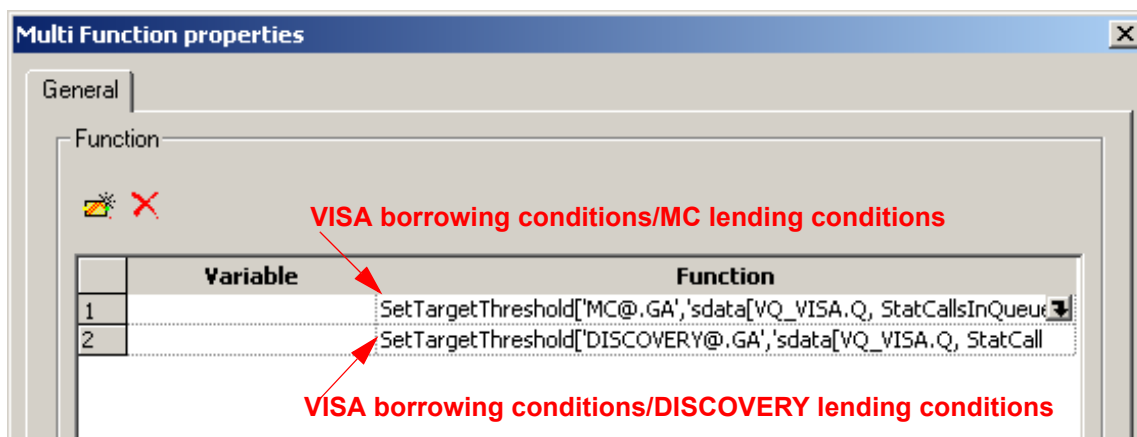 Multi Function properties
General
Function
VISA borrowing conditions/MC lending conditions
Variable Function
1 SetTargetThreshold['MC@.GA','sdata[VQ_VISA.Q, StatCallsInQueue
2 SetTargetThreshold['DISCOVERY@.GA','sdata[VQ_VISA.Q, StatCall
VISA borrowing conditions/DISCOVERY lending conditions